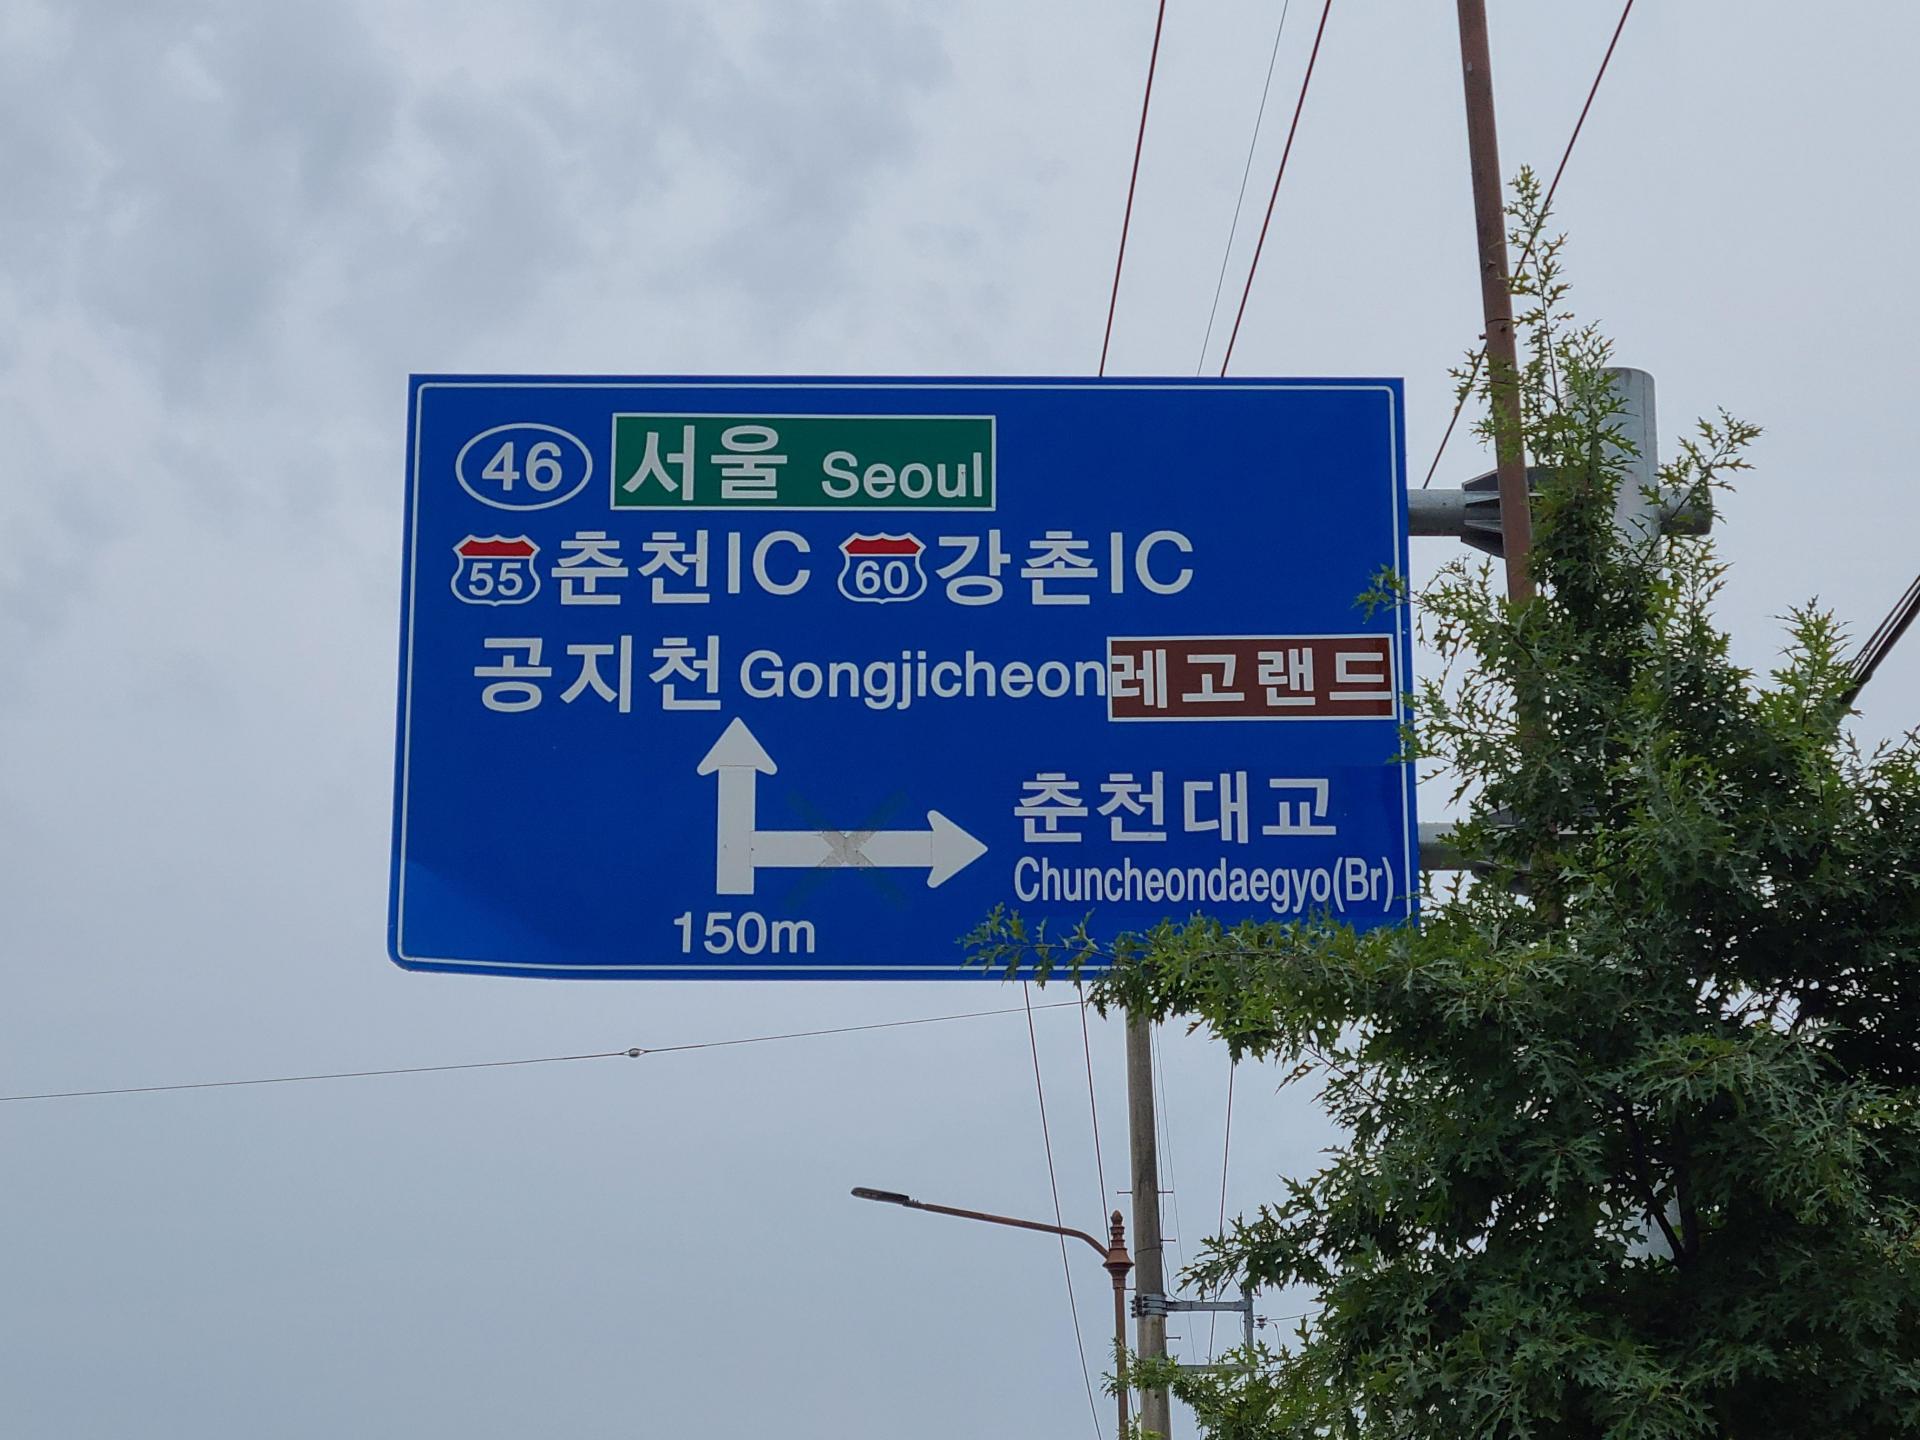 46 서울 Seoul
55 춘천IC 60 강촌IC
공지천 Gongjicheon 레고랜드
춘천대교
Chuncheondaegyo(Br)
150m